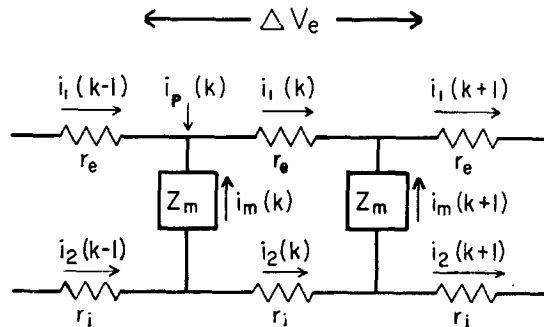 ΔVe
i₁(k-1) iₚ(k) i₁(k) i₁(k+1)
rₑ rₑ rₑ
Zₘ iₘ(k) Zₘ iₘ(k+1)
i₂(k-1) i₂(k) i₂(k+1)
rᵢ rᵢ rᵢ